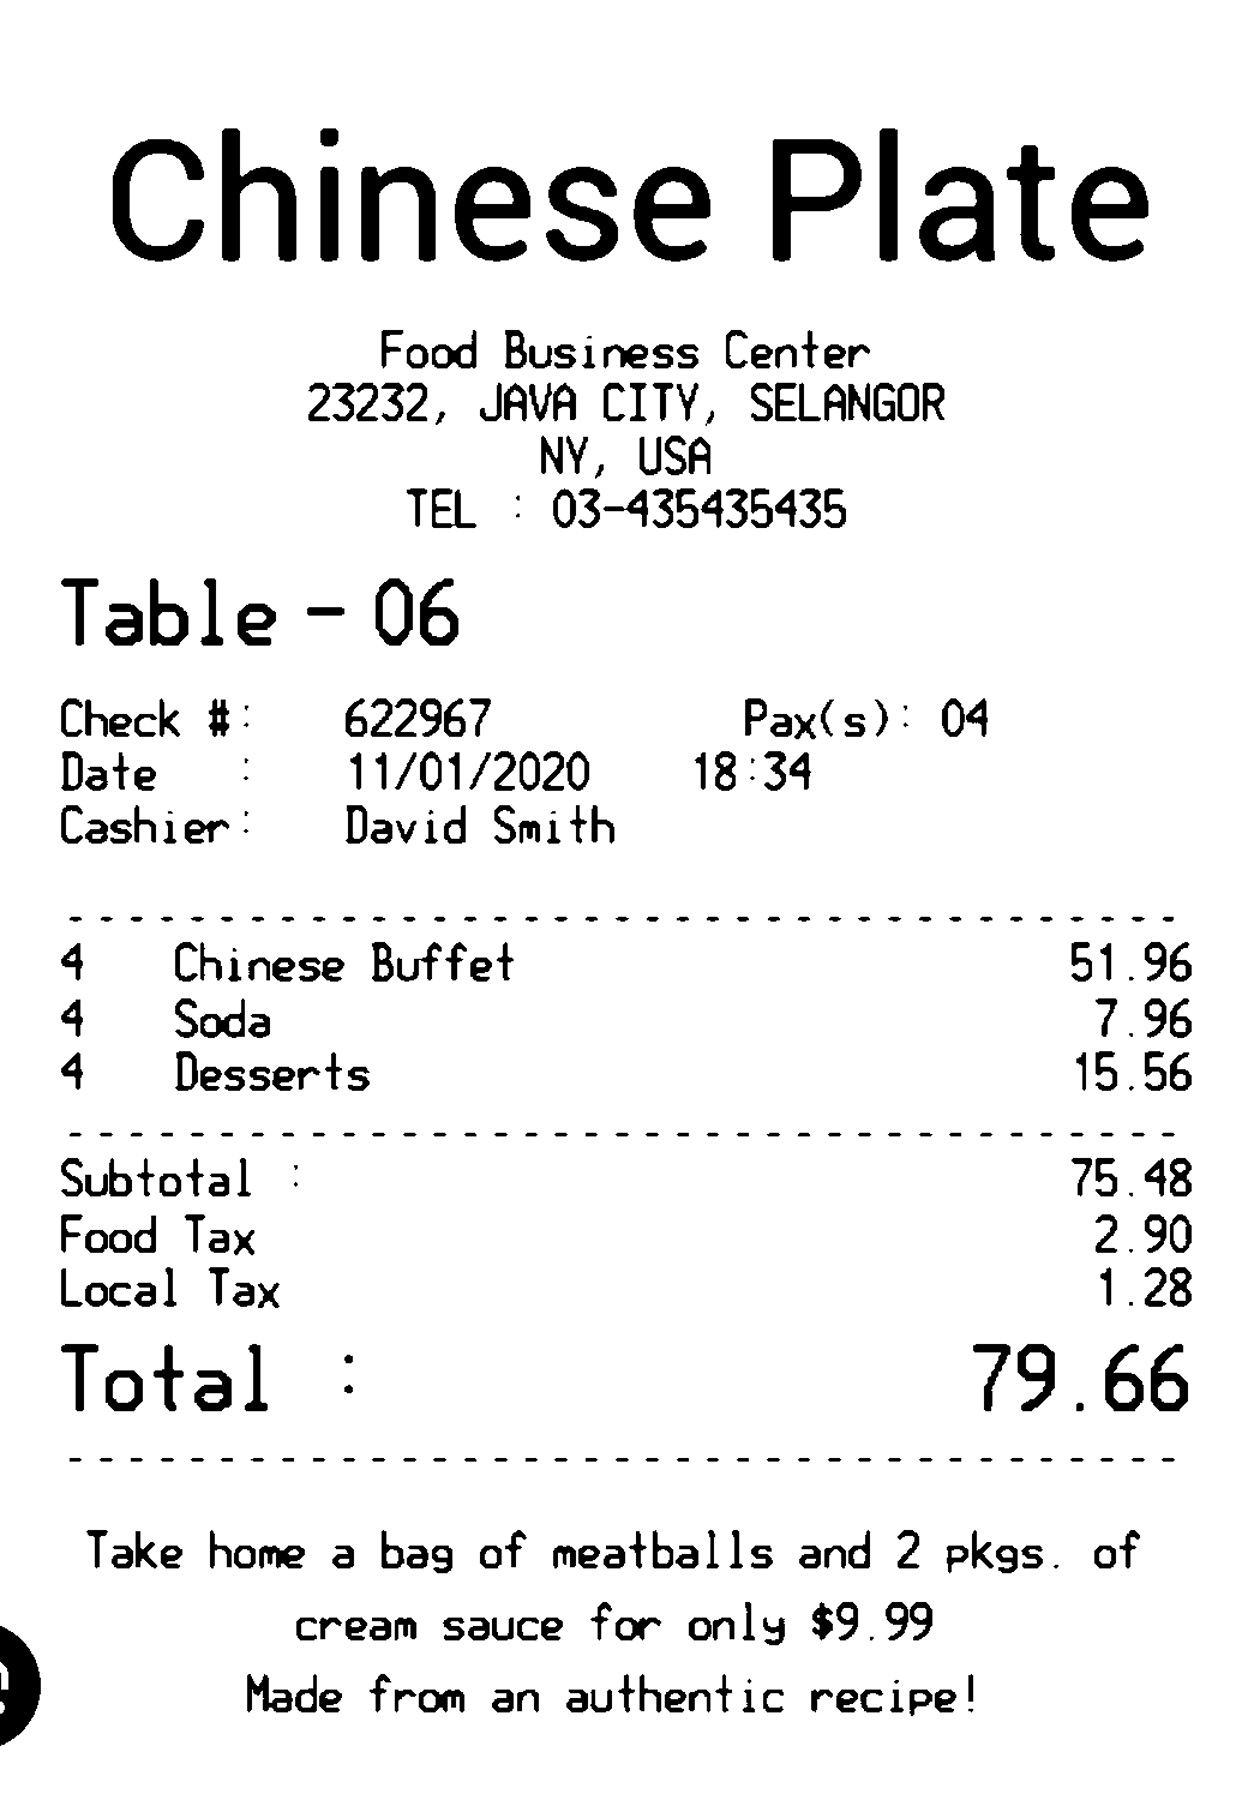 Chinese Plate
Food Business Center
23232, JAVA CITY, SELANGOR
NY, USA
TEL : 03-435435435
Table - 06
Check #: 622967 Pax(s): 04
Date : 11/01/2020 18:34
Cashier: David Smith
4 Chinese Buffet 51.96
4 Soda 7.96
4 Desserts 15.56
Subtotal : 75.48
Food Tax 2.90
Local Tax 1.28
Total : 79.66
Take home a bag of meatballs and 2 pkgs. of
cream sauce for only $9.99
Made from an authentic recipe!